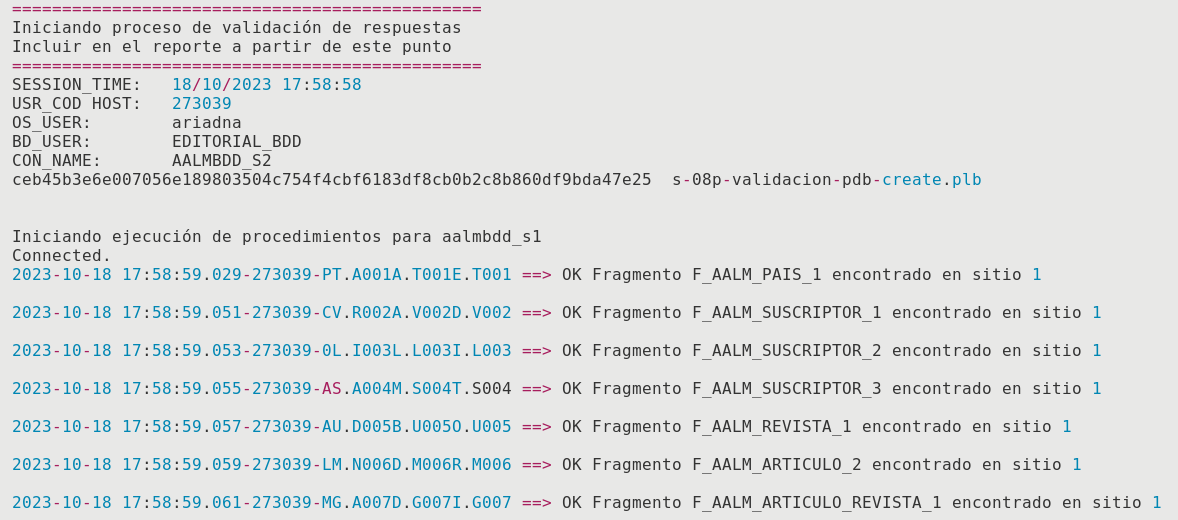 ===============================================
Iniciando proceso de validación de respuestas
Incluir en el reporte a partir de este punto
===============================================
SESSION_TIME:   18/10/2023 17:58:58
USR_COD HOST:   273039
OS_USER:        ariadna
BD_USER:        EDITORIAL_BDD
CON_NAME:       AALMBDD_S2
ceb45b3e6e007056e189803504c754f4cbf6183df8cb0b2c8b860df9bda47e25  s-08p-validacion-pdb-create.plb
Iniciando ejecución de procedimientos para aalmbdd_s1
Connected.
2023-10-18 17:58:59.029-273039-PT.A001A.T001E.T001 ==> OK Fragmento F_AALM_PAIS_1 encontrado en sitio 1
2023-10-18 17:58:59.051-273039-CV.R002A.V002D.V002 ==> OK Fragmento F_AALM_SUSCRIPTOR_1 encontrado en sitio 1
2023-10-18 17:58:59.053-273039-0L.I003L.L003I.L003 ==> OK Fragmento F_AALM_SUSCRIPTOR_2 encontrado en sitio 1
2023-10-18 17:58:59.055-273039-AS.A004M.S004T.S004 ==> OK Fragmento F_AALM_SUSCRIPTOR_3 encontrado en sitio 1
2023-10-18 17:58:59.057-273039-AU.D005B.U005O.U005 ==> OK Fragmento F_AALM_REVISTA_1 encontrado en sitio 1
2023-10-18 17:58:59.059-273039-LM.N006D.M006R.M006 ==> OK Fragmento F_AALM_ARTICULO_2 encontrado en sitio 1
2023-10-18 17:58:59.061-273039-MG.A007D.G007I.G007 ==> OK Fragmento F_AALM_ARTICULO_REVISTA_1 encontrado en sitio 1